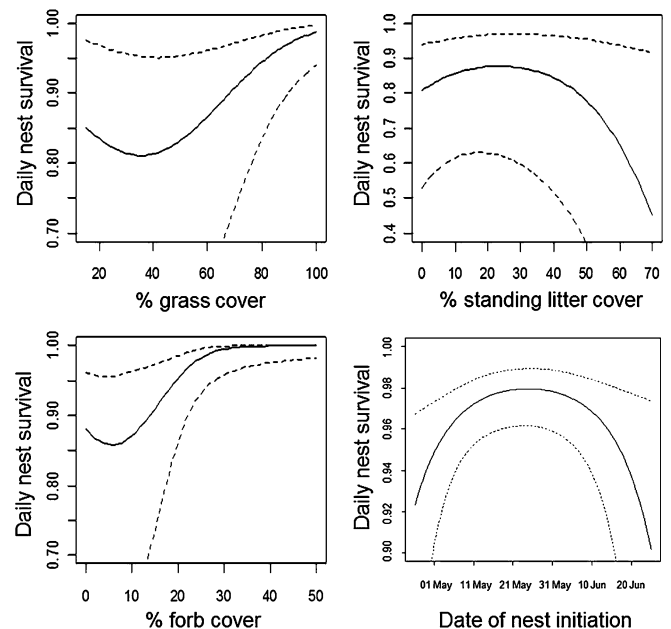 Daily nest survival
1.00
0.90
0.80
0.70
20 40 60 80 100
% grass cover
Daily nest survival
1.0
0.9
0.8
0.7
0.6
0.5
0.4
0 10 20 30 40 50 60 70
% standing litter cover
Daily nest survival
1.00
0.90
0.80
0.70
0 10 20 30 40 50
% forb cover
Daily nest survival
1.00
0.98
0.96
0.94
0.92
0.90
01 May 11 May 21 May 31 May 10 Jun 20 Jun
Date of nest initiation